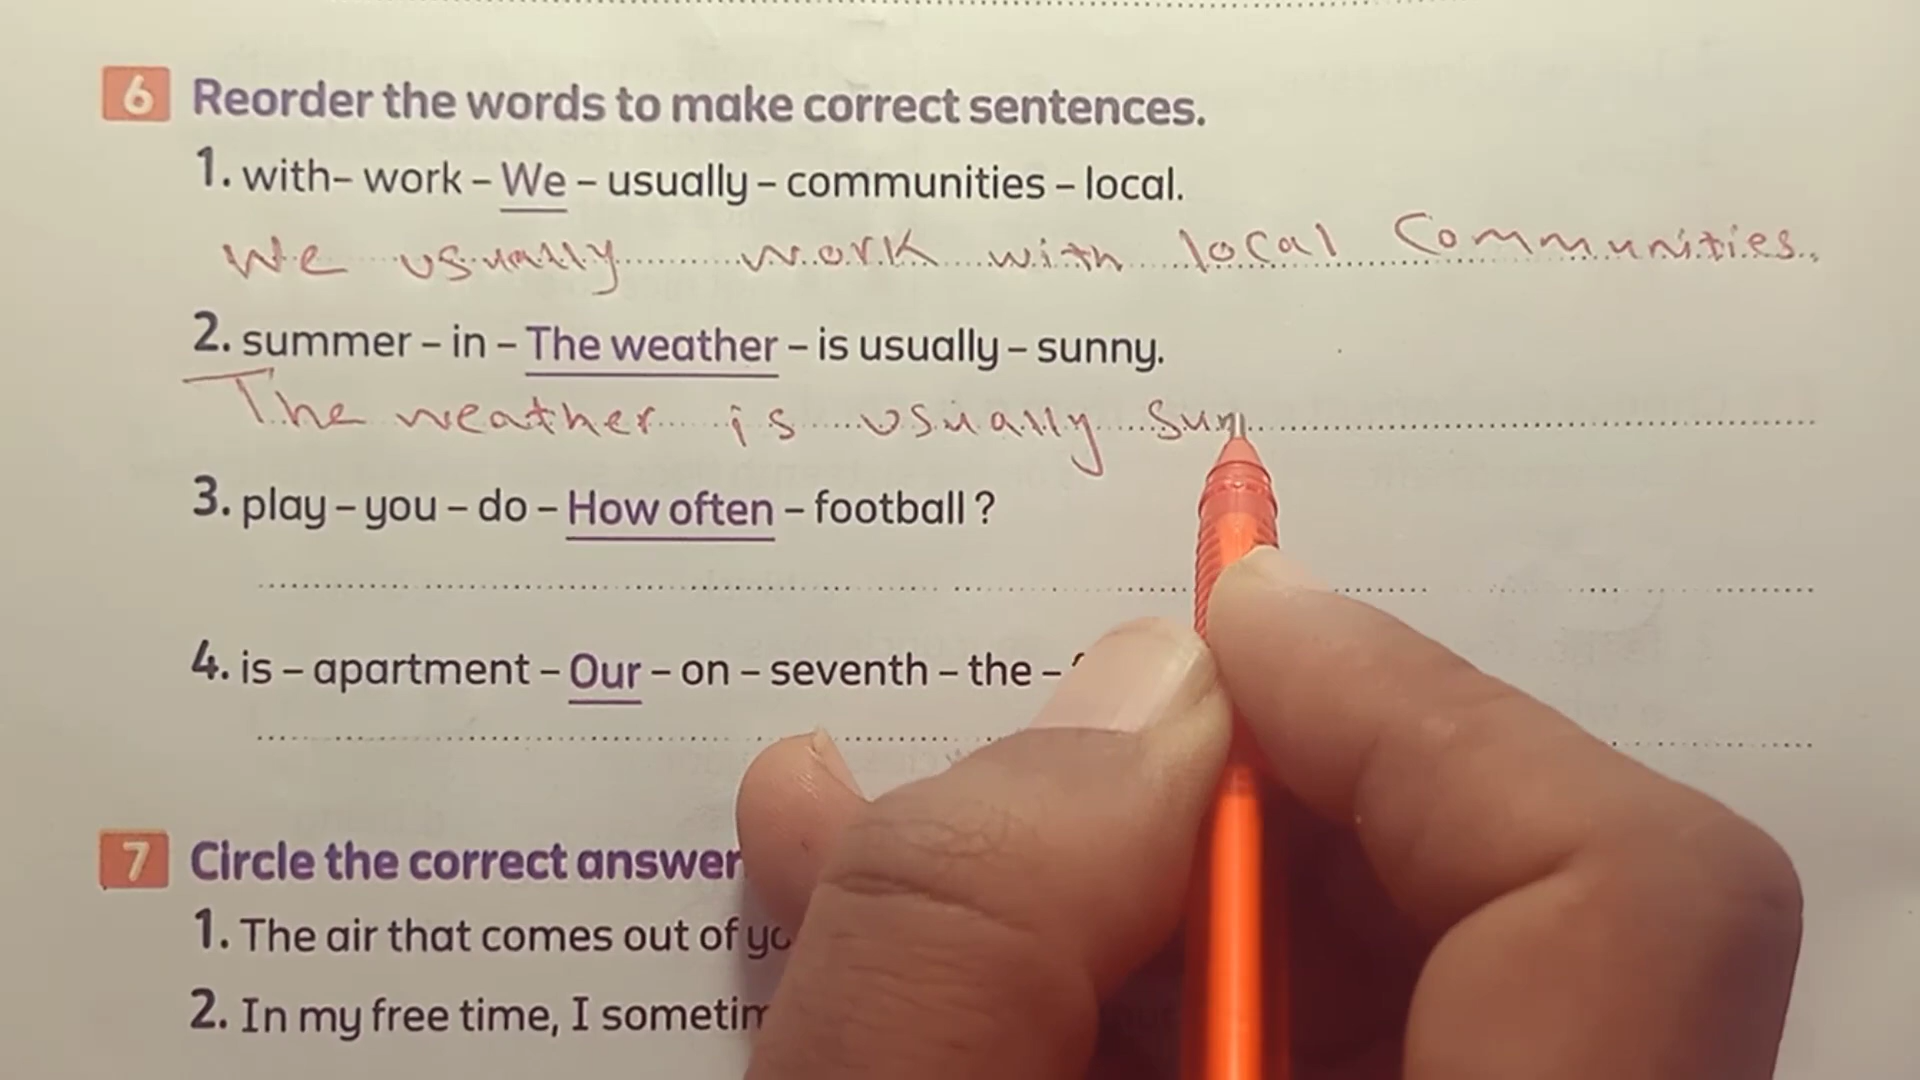 6 Reorder the words to make correct sentences.
1. with– work – We – usually – communities – local.
We usually work with local Communities.
2. summer – in – The weather – is usually – sunny.
The weather is usually sun
3. play – you – do – How often – football ?
4. is – apartment – Our – on – seventh – the –
7 Circle the correct answer
1. The air that comes out of
2. In my free time, I